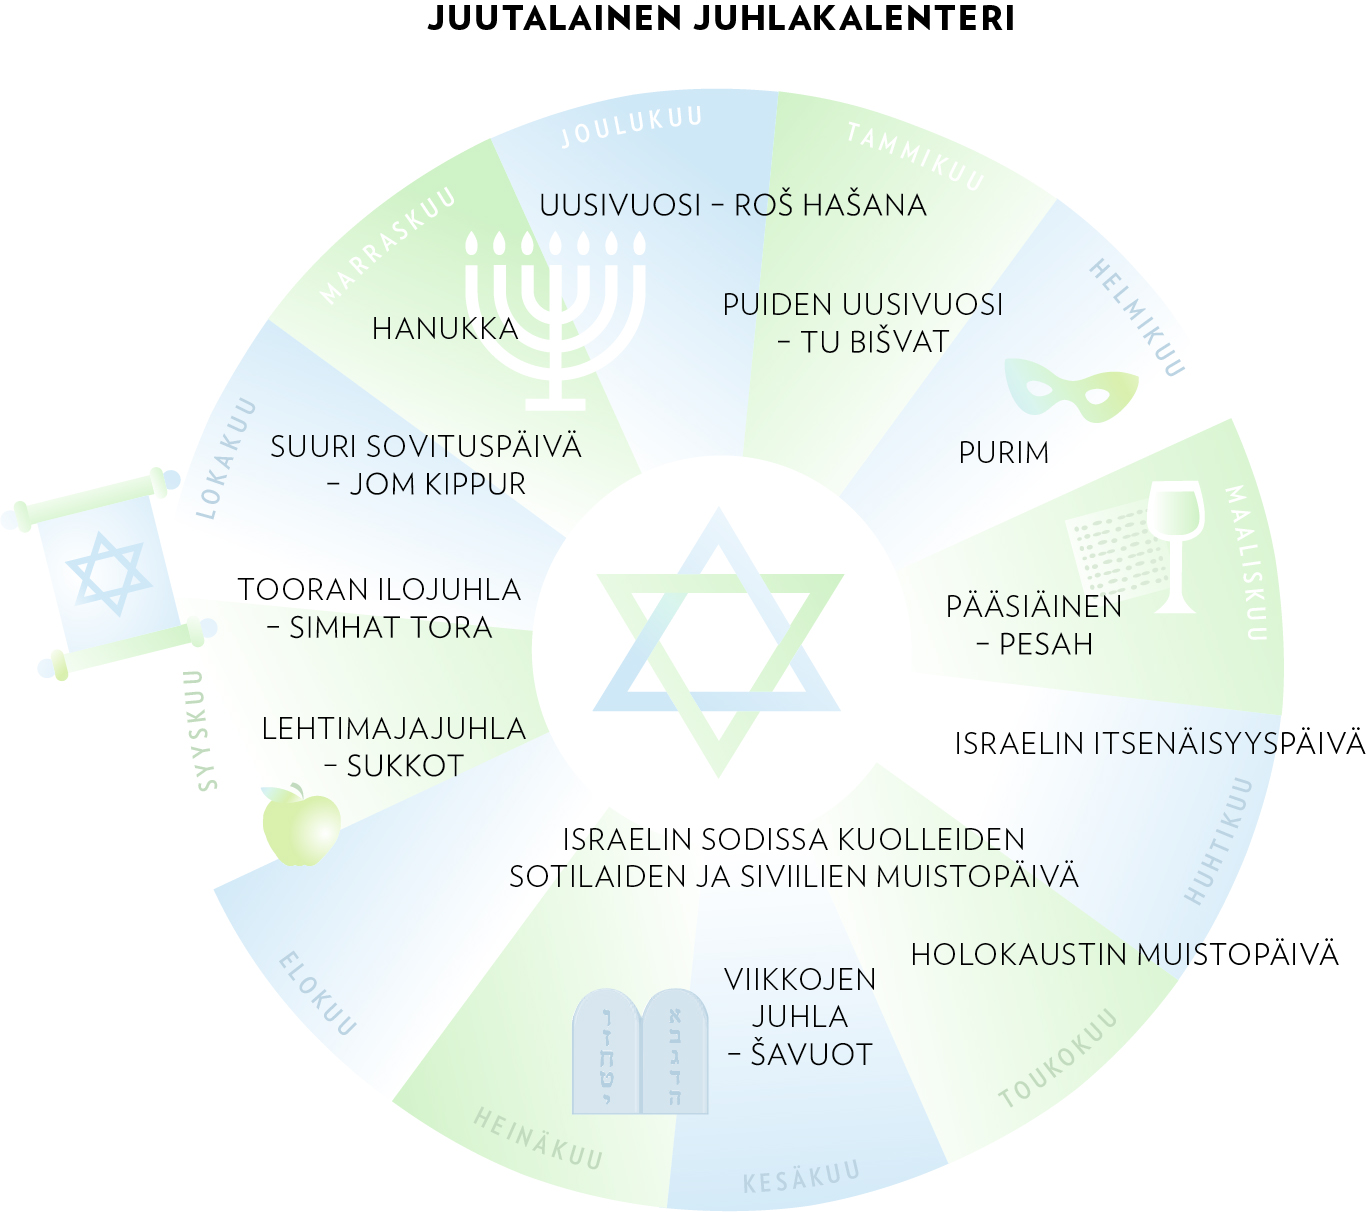 JUUTALAINEN JUHLAKALENTERI
JOULUKUU
TAMMIKUU
HELMIKUU
MAALISKUU
HUHTIKUU
TOUKOKUU
KESÄKUU
HEINÄKUU
ELOKUU
SYYSKUU
LOKAKUU
MARRASKUU
UUSIVUOSI – ROŠ HAŠANA
PUIDEN UUSIVUOSI
– TU BIŠVAT
HANUKKA
PURIM
SUURI SOVITUSPÄIVÄ
– JOM KIPPUR
TOORAN ILOJUHLA
– SIMHAT TORA
PÄÄSIÄINEN
– PESAH
LEHTIMAJAJUHLA
– SUKKOT
ISRAELIN ITSENÄISYYSPÄIVÄ
ISRAELIN SODISSA KUOLLEIDEN
SOTILAIDEN JA SIVIILIEN MUISTOPÄIVÄ
HOLOKAUSTIN MUISTOPÄIVÄ
VIIKKOJEN
JUHLA
– ŠAVUOT
א
ב
ג
ד
ה
ו
ז
ח
ט
י